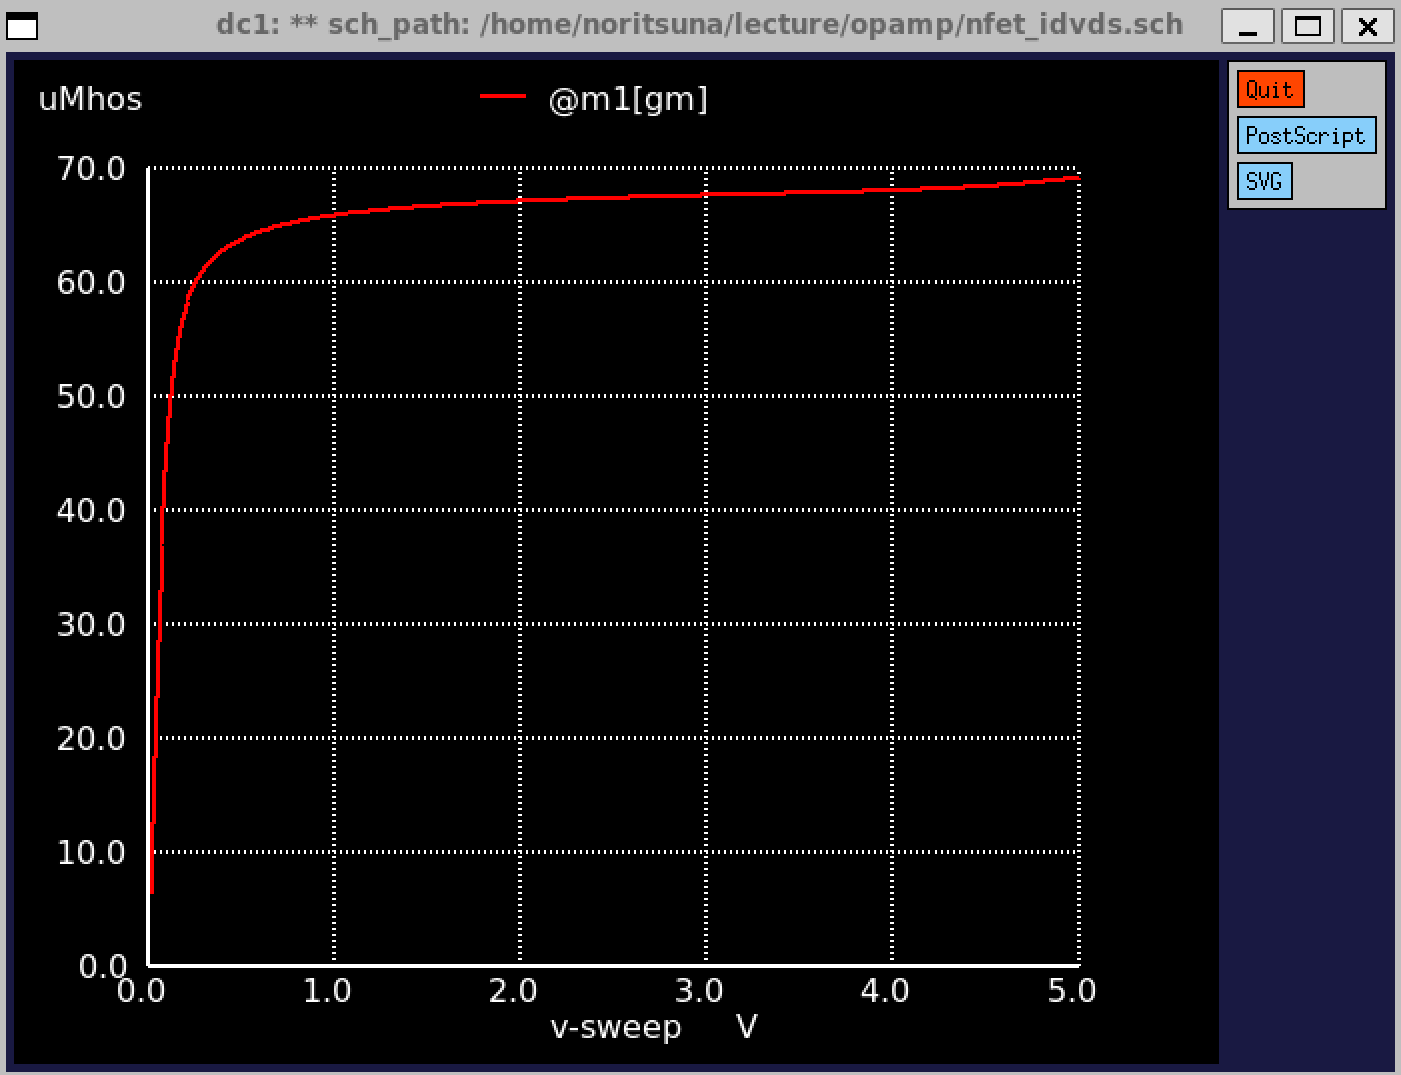 dc1: ** sch_path: /home/noritsuna/lecture/opamp/nfet_idvds.sch
Quit
PostScript
SVG
uMhos
@m1[gm]
70.0
60.0
50.0
40.0
30.0
20.0
10.0
0.0
0.0 1.0 2.0 3.0 4.0 5.0
v-sweep V